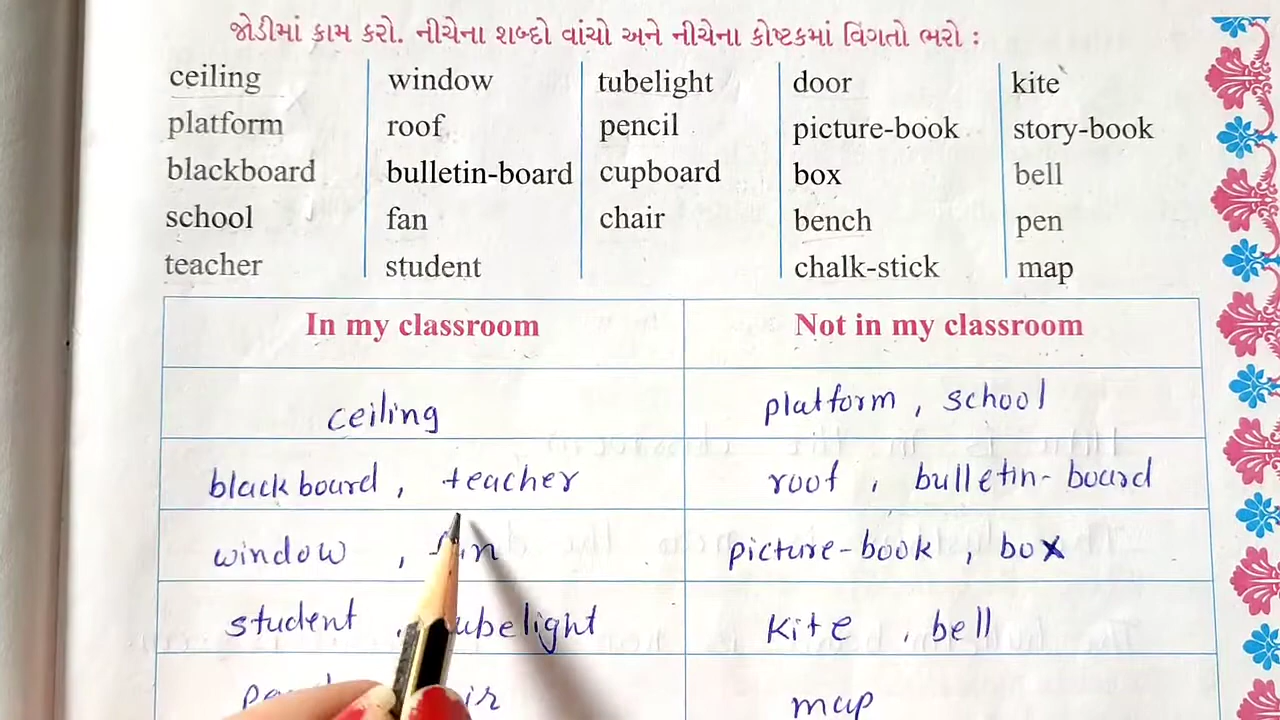 જોડીમાં કામ કરો. નીચેના શબ્દો વાંચો અને નીચેના કોષ્ટકમાં વિગતો ભરો :
ceiling window tubelight door kite
platform roof pencil picture-book story-book
blackboard bulletin-board cupboard box bell
school fan chair bench pen
teacher student chalk-stick map
In my classroom Not in my classroom
ceiling platform, school
blackboard, teacher roof, bulletin-board
window, picture-book, box
student, kite, bell
map